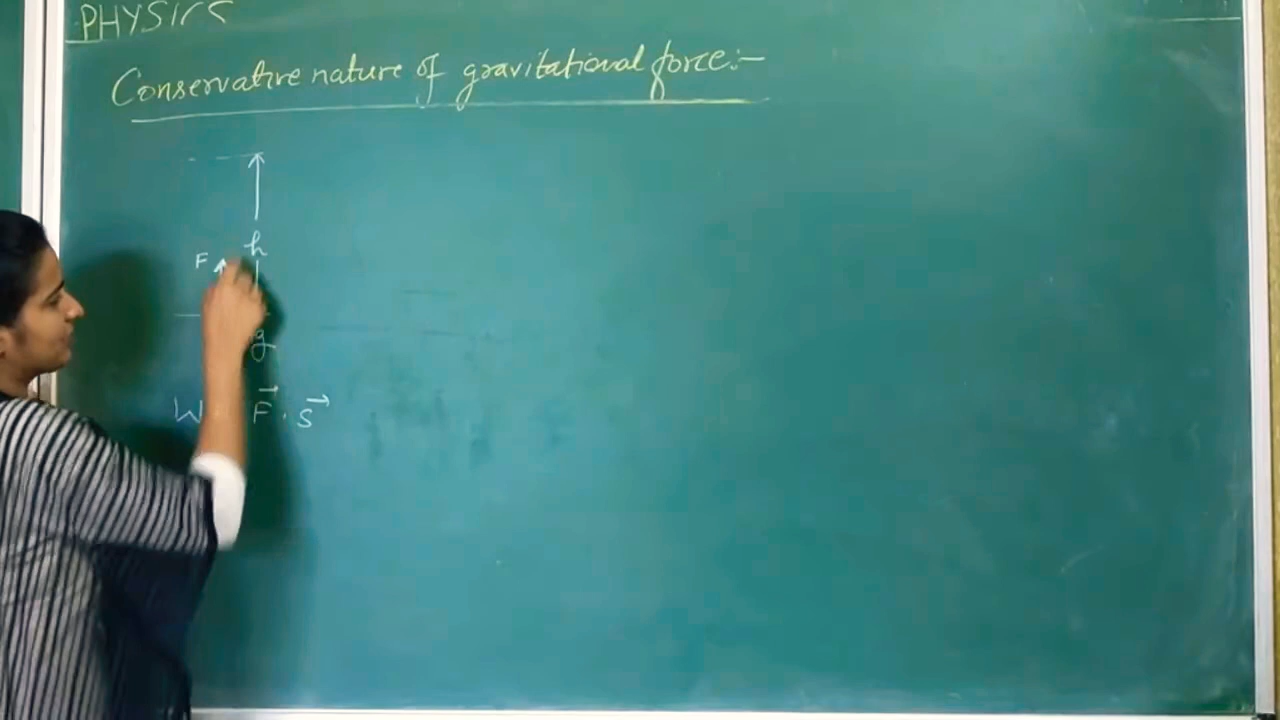 PHYSICS
Conservative nature of gravitational force:-
h
F
g
W F · S